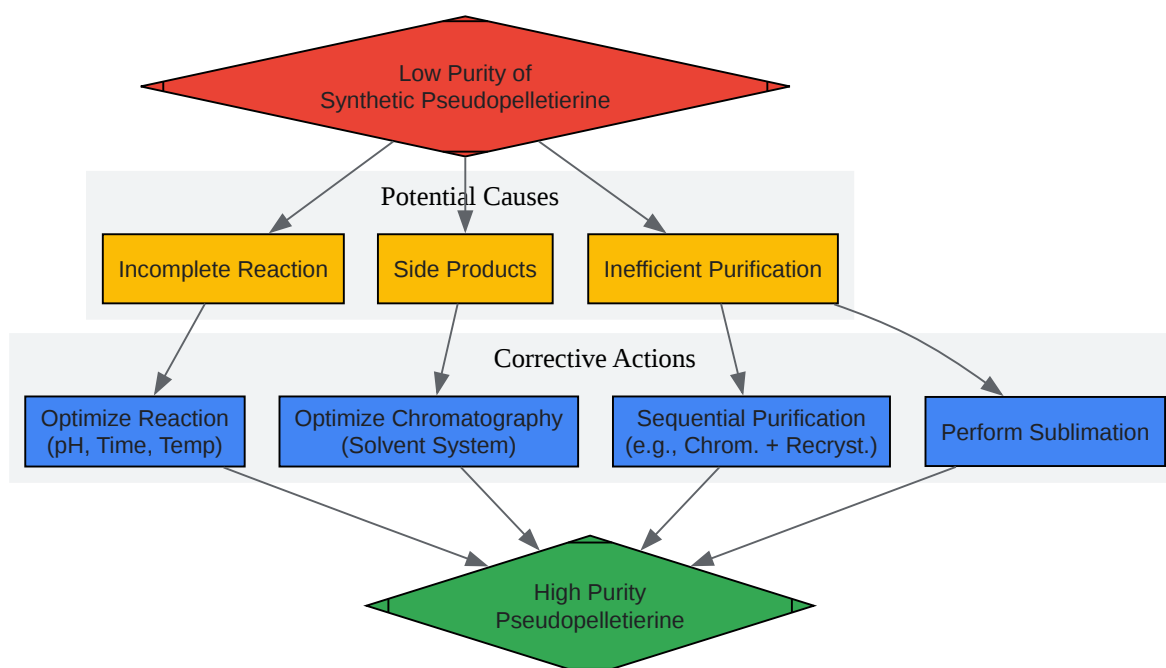 Low Purity of
Synthetic Pseudopelletierine
Potential Causes
Incomplete Reaction
Side Products
Inefficient Purification
Corrective Actions
Optimize Reaction
(pH, Time, Temp)
Optimize Chromatography
(Solvent System)
Sequential Purification
(e.g., Chrom. + Recryst.)
Perform Sublimation
High Purity
Pseudopelletierine